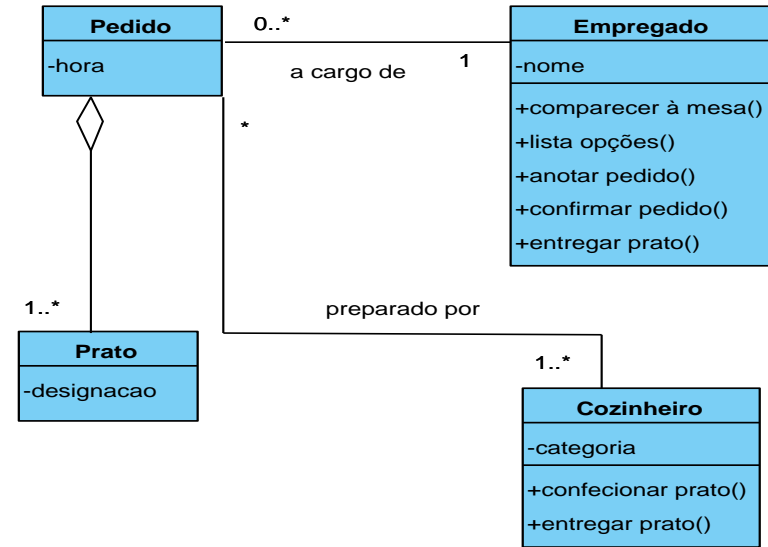 Pedido
-hora
0..*
a cargo de
1
Empregado
-nome
+comparecer à mesa()
+lista opções()
+anotar pedido()
+confirmar pedido()
+entregar prato()
*
1..*
Prato
-designacao
preparado por
1..*
Cozinheiro
-categoria
+confecionar prato()
+entregar prato()